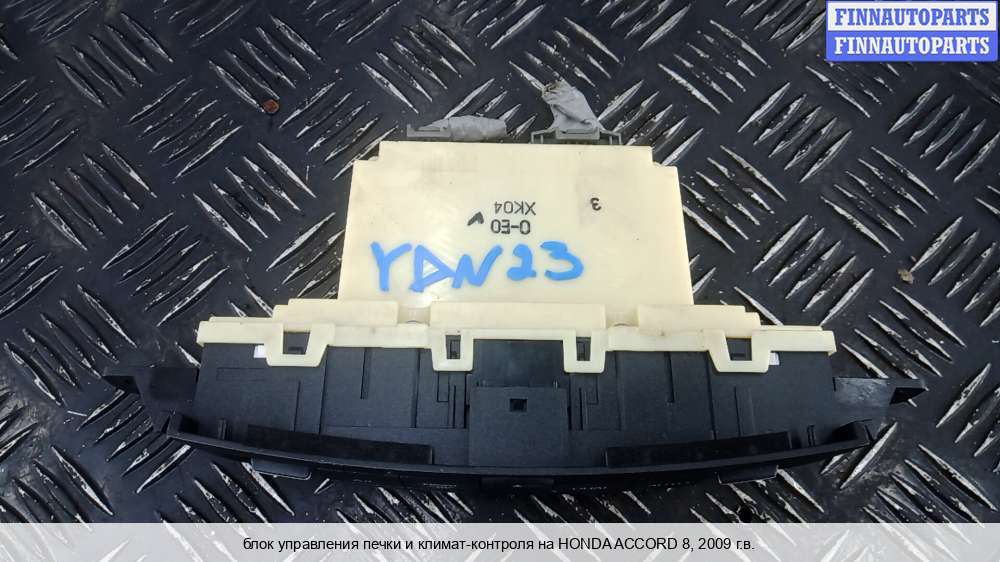 FINNAUTOPARTS
FINNAUTOPARTS
3
XK04
0-E0
YDN23
блок управления печки и климат-контроля на HONDA ACCORD 8, 2009 г.в.